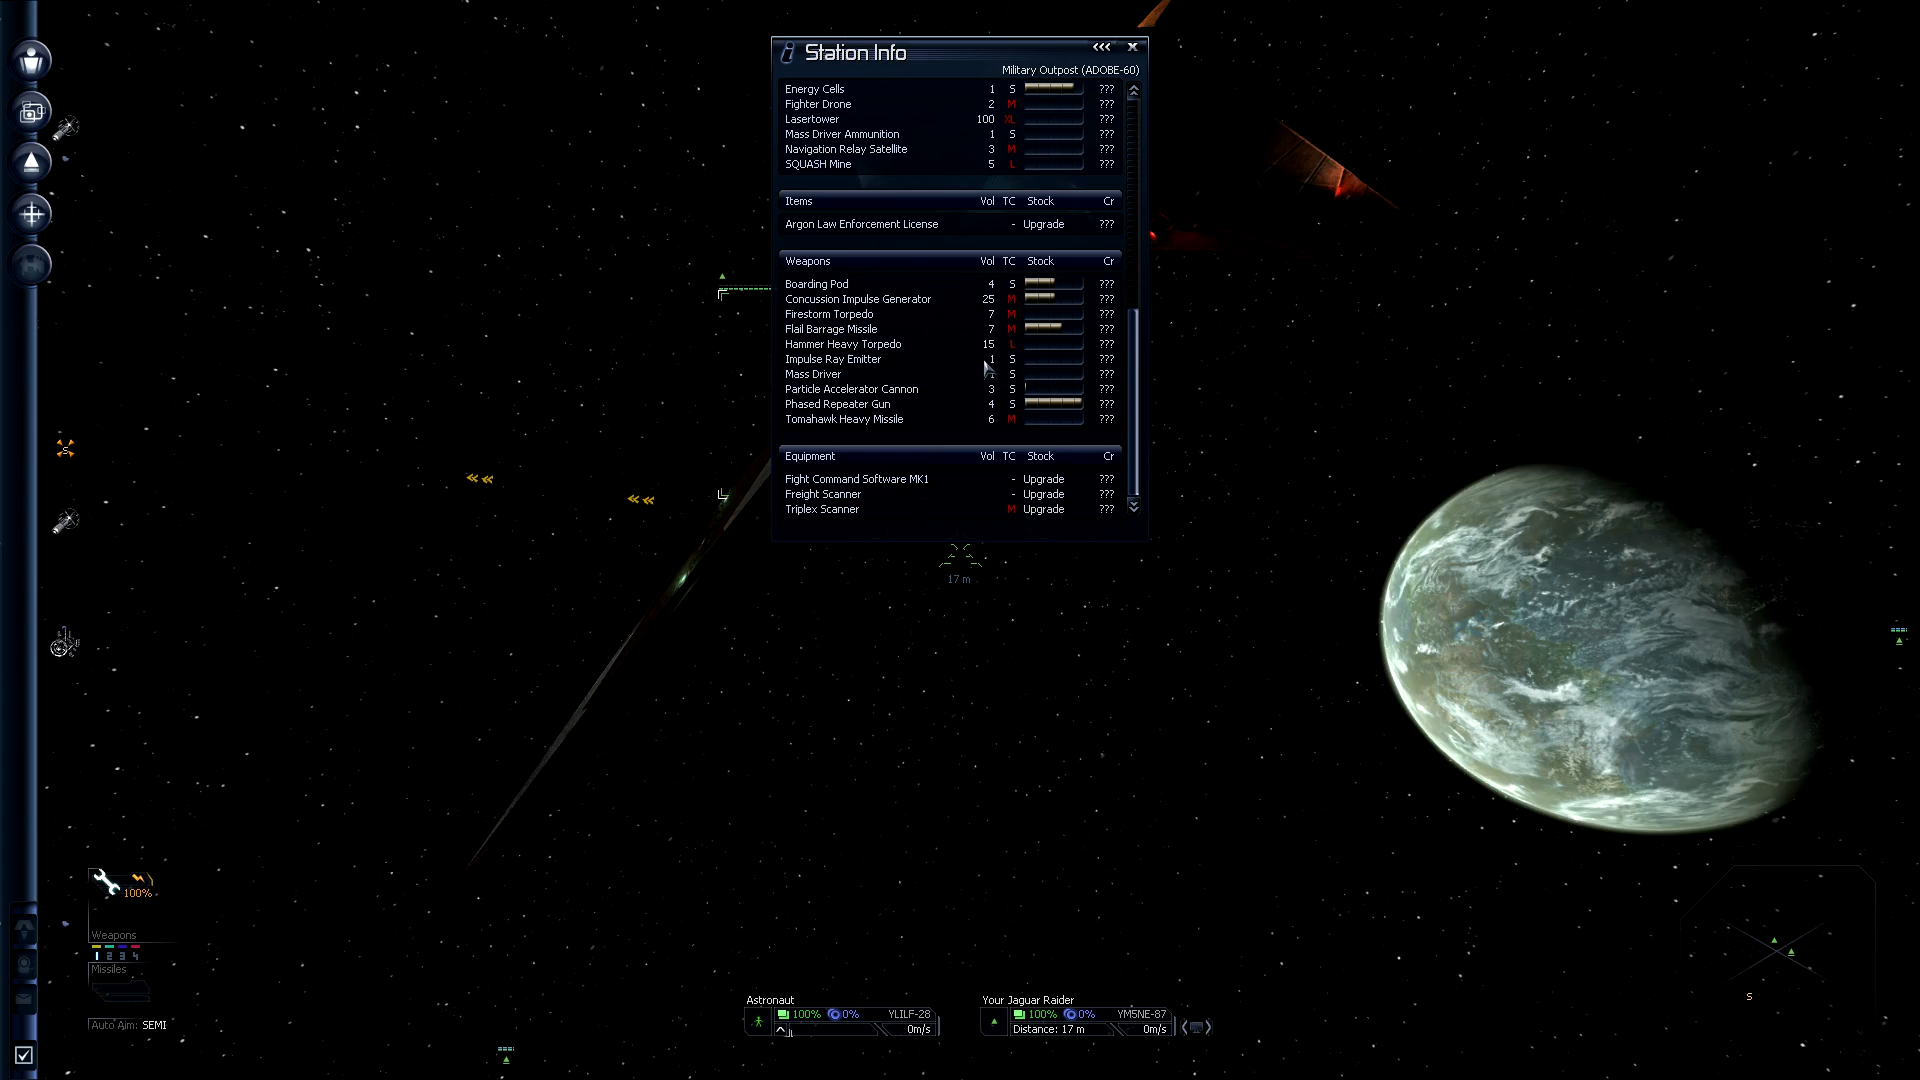 Station Info
Military Outpost (ADOBE-60)
Energy Cells 1 S ???
Fighter Drone 2 M ???
Lasertower 100 XL ???
Mass Driver Ammunition 1 S ???
Navigation Relay Satellite 3 M ???
SQUASH Mine 5 L ???
Items Vol TC Stock Cr
Argon Law Enforcement License - Upgrade ???
Weapons Vol TC Stock Cr
Boarding Pod 4 S ???
Concussion Impulse Generator 25 M ???
Firestorm Torpedo 7 M ???
Flail Barrage Missile 7 M ???
Hammer Heavy Torpedo 15 L ???
Impulse Ray Emitter 1 S ???
Mass Driver S ???
Particle Accelerator Cannon 3 S ???
Phased Repeater Gun 4 S ???
Tomahawk Heavy Missile 6 M ???
Equipment Vol TC Stock Cr
Fight Command Software MK1 - Upgrade ???
Freight Scanner - Upgrade ???
Triplex Scanner M Upgrade ???
17 m
100%
Weapons
1 2 3 4
Missiles
Auto Aim: SEMI
Astronaut
100% 0% YLILF-28
0m/s
Your Jaguar Raider
100% 0% YM5NE-87
Distance: 17 m 0m/s
S